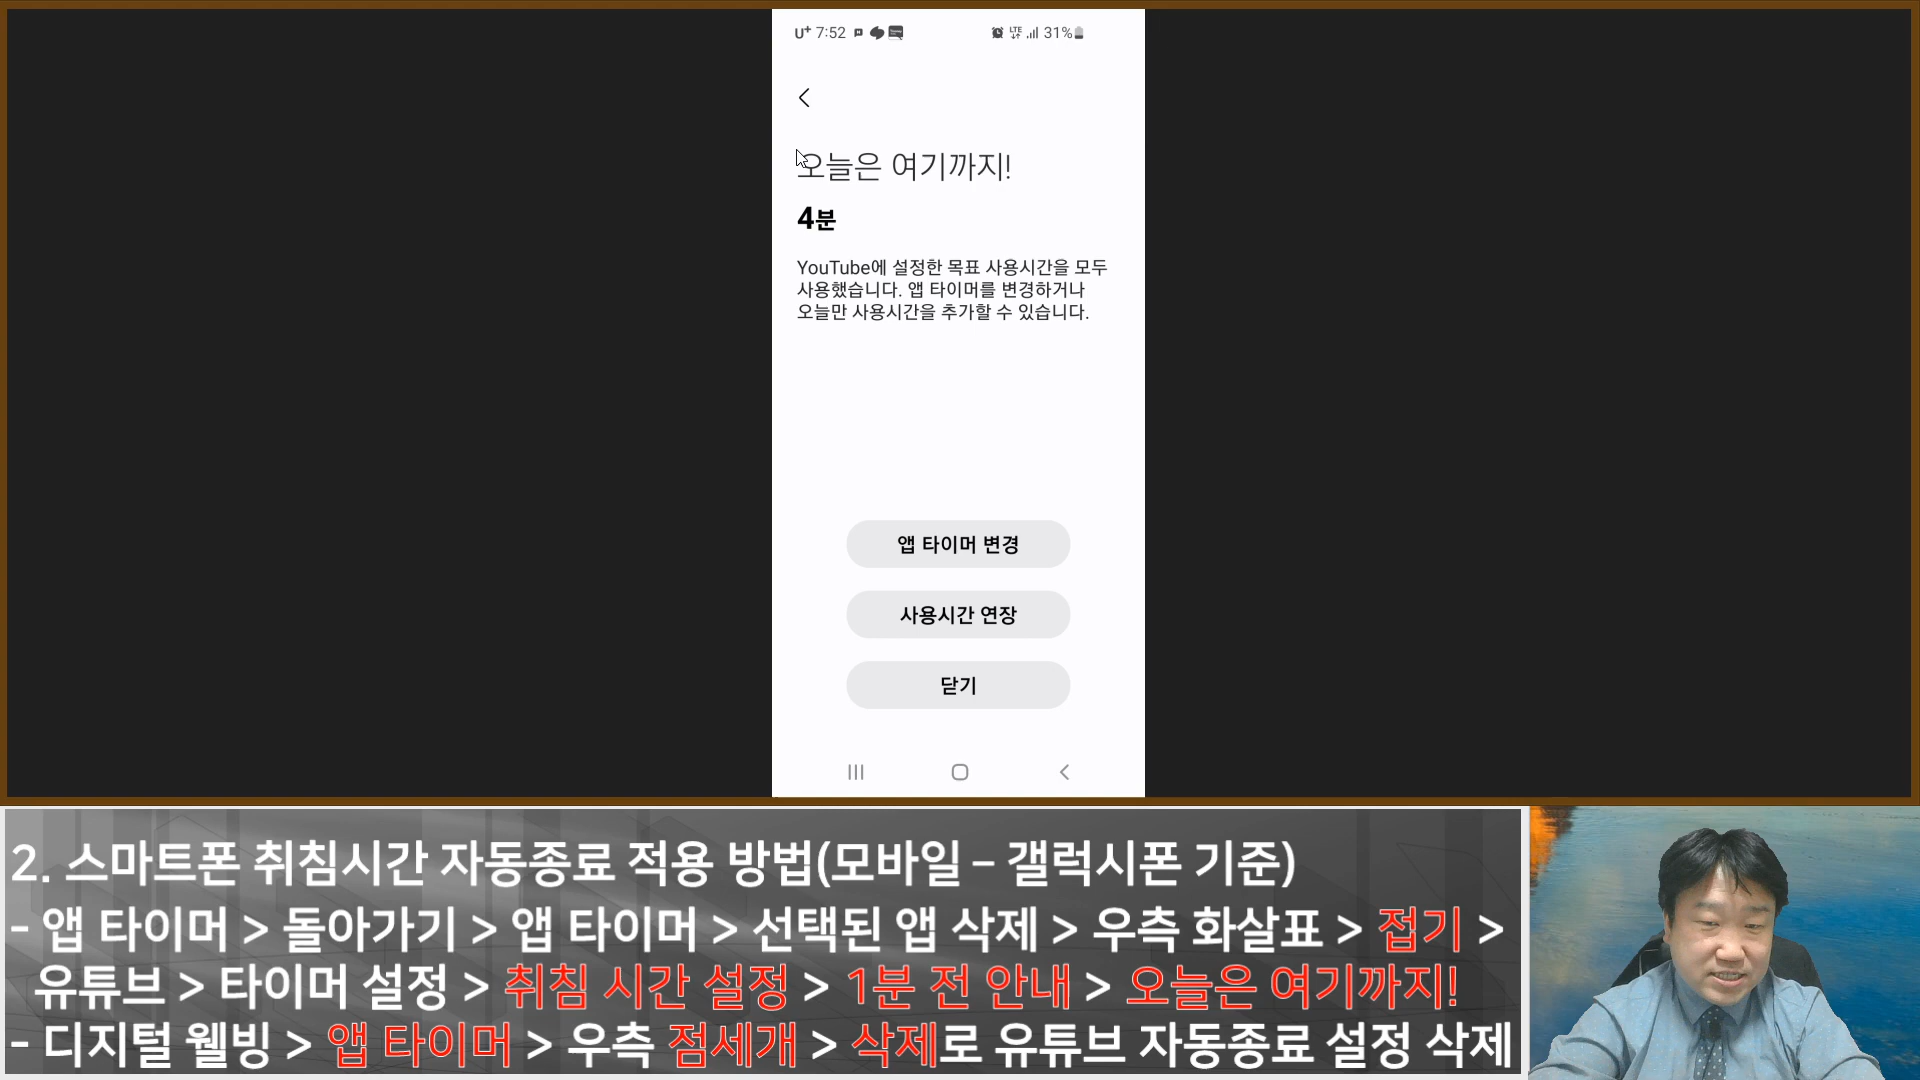 U⁺ 7:52 LTE 31%
오늘은 여기까지!
4분
YouTube에 설정한 목표 사용시간을 모두
사용했습니다. 앱 타이머를 변경하거나
오늘만 사용시간을 추가할 수 있습니다.
앱 타이머 변경
사용시간 연장
닫기
2. 스마트폰 취침시간 자동종료 적용 방법(모바일 – 갤럭시폰 기준)
- 앱 타이머 > 돌아가기 > 앱 타이머 > 선택된 앱 삭제 > 우측 화살표 > 접기 >
유튜브 > 타이머 설정 > 취침 시간 설정 > 1분 전 안내 > 오늘은 여기까지!
- 디지털 웰빙 > 앱 타이머 > 우측 점세개 > 삭제로 유튜브 자동종료 설정 삭제